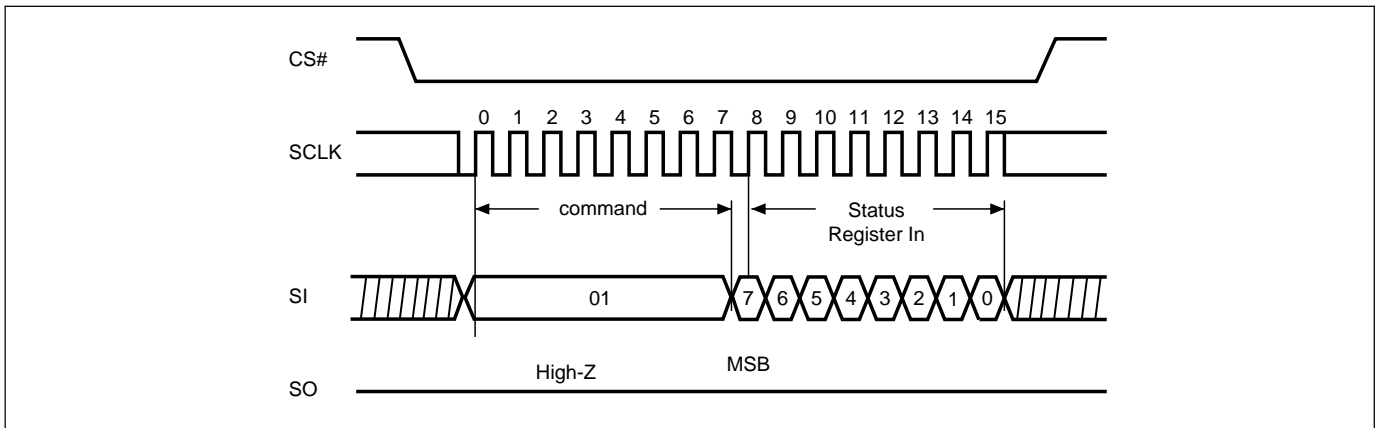 CS#
0 1 2 3 4 5 6 7 8 9 10 11 12 13 14 15
SCLK
command
Status
Register In
SI
01
7 6 5 4 3 2 1 0
High-Z
MSB
SO